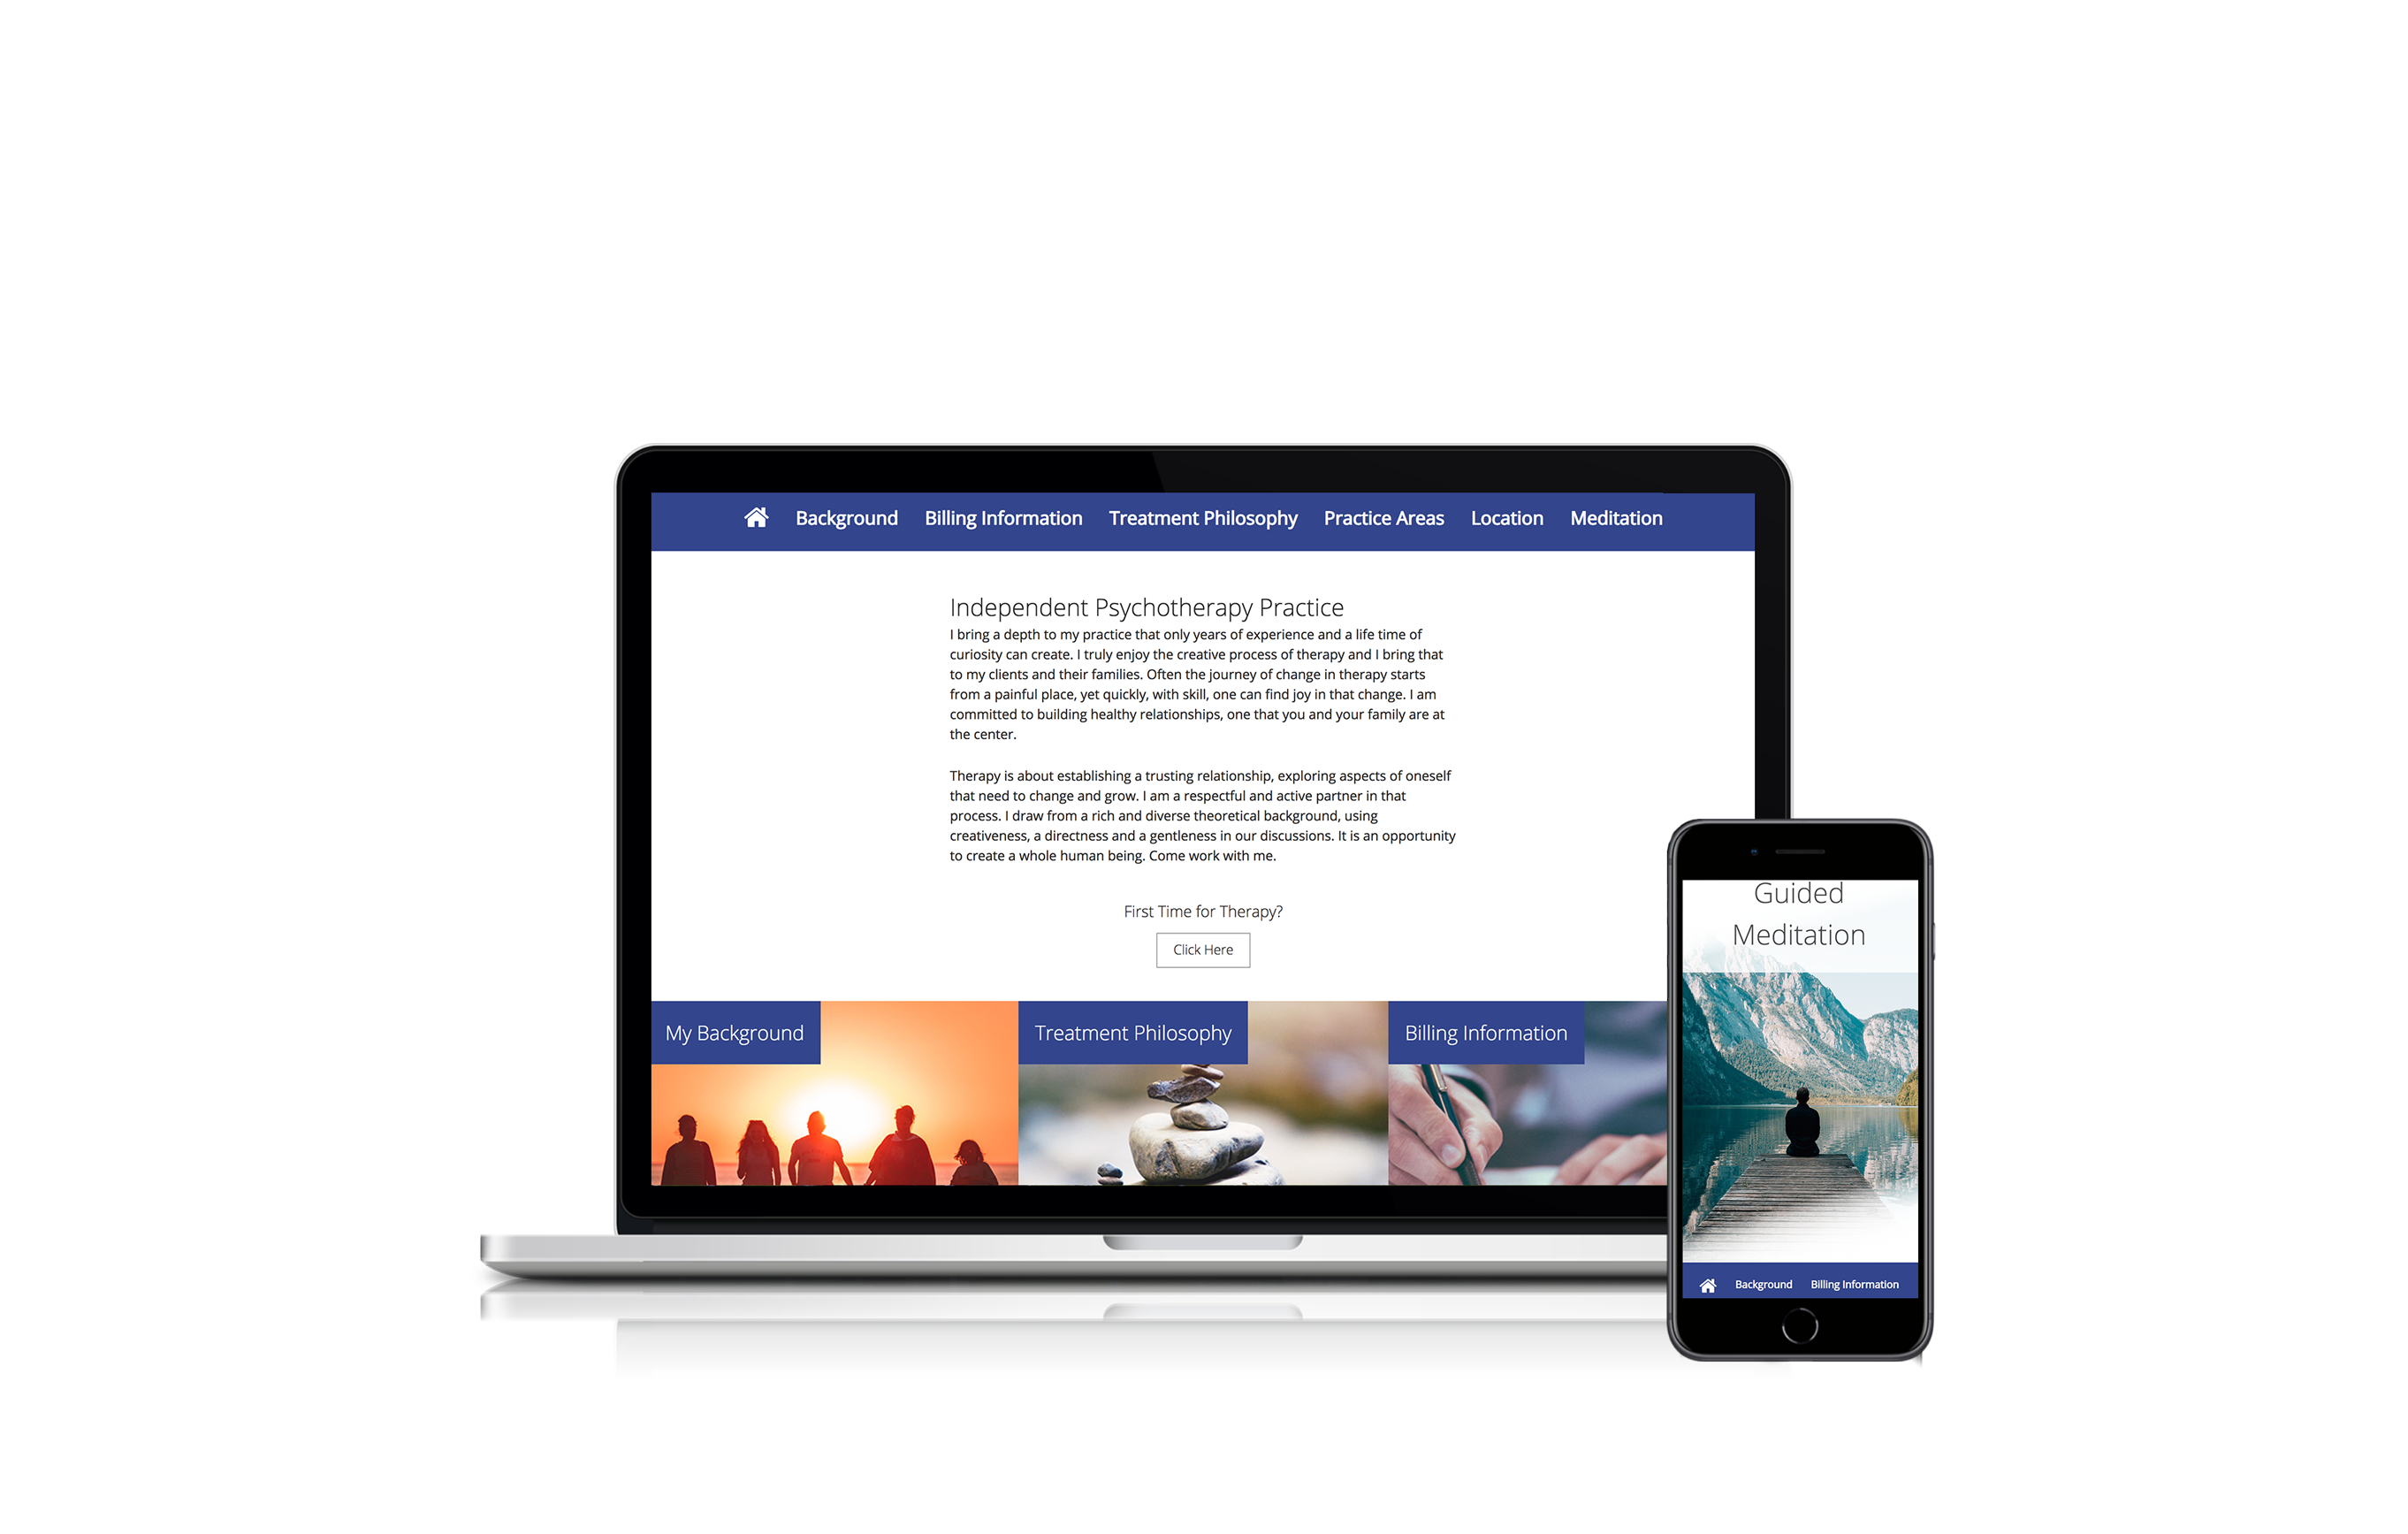 Background Billing Information Treatment Philosophy Practice Areas Location Meditation
Independent Psychotherapy Practice
I bring a depth to my practice that only years of experience and a life time of
curiosity can create. I truly enjoy the creative process of therapy and I bring that
to my clients and their families. Often the journey of change in therapy starts
from a painful place, yet quickly, with skill, one can find joy in that change. I am
committed to building healthy relationships, one that you and your family are at
the center.
Therapy is about establishing a trusting relationship, exploring aspects of oneself
that need to change and grow. I am a respectful and active partner in that
process. I draw from a rich and diverse theoretical background, using
creativeness, a directness and a gentleness in our discussions. It is an opportunity
to create a whole human being. Come work with me.
First Time for Therapy?
Click Here
My Background
Treatment Philosophy
Billing Information
Guided
Meditation
Background Billing Information